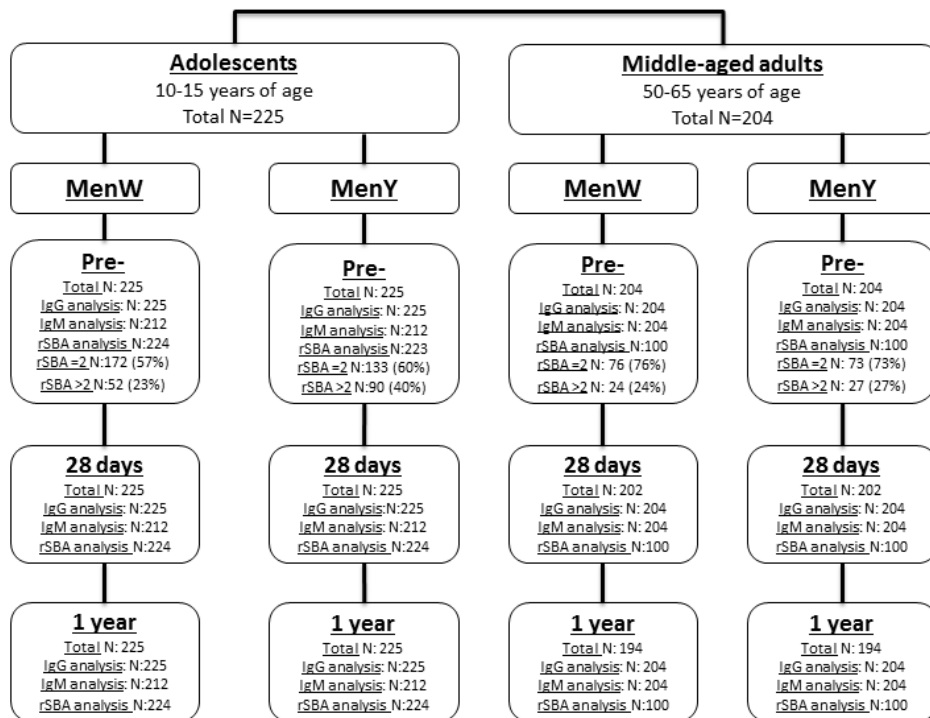 Adolescents
10-15 years of age
Total N=225
Middle-aged adults
50-65 years of age
Total N=204
MenW
MenY
MenW
MenY
Pre-
Total N: 225
IgG analysis: N: 225
IgM analysis: N:212
rSBA analysis N:224
rSBA =2 N:172 (57%)
rSBA >2 N:52 (23%)
Pre-
Total N: 225
IgG analysis: N: 225
IgM analysis: N:212
rSBA analysis N:223
rSBA =2 N:133 (60%)
rSBA >2 N:90 (40%)
Pre-
Total N: 204
IgG analysis: N: 204
IgM analysis: N:204
rSBA analysis N:100
rSBA =2 N: 76 (76%)
rSBA >2 N: 24 (24%)
Pre-
Total N: 204
IgG analysis: N: 204
IgM analysis: N:204
rSBA analysis N:100
rSBA =2 N: 73 (73%)
rSBA >2 N: 27 (27%)
28 days
Total N: 225
IgG analysis: N:225
IgM analysis: N:212
rSBA analysis N:224
28 days
Total N: 225
IgG analysis: N:225
IgM analysis: N:212
rSBA analysis N:224
28 days
Total N: 202
IgG analysis: N: 204
IgM analysis: N:204
rSBA analysis N:100
28 days
Total N: 202
IgG analysis: N: 204
IgM analysis: N:204
rSBA analysis N:100
1 year
Total N: 225
IgG analysis: N:225
IgM analysis: N:212
rSBA analysis N:224
1 year
Total N: 225
IgG analysis: N:225
IgM analysis: N:212
rSBA analysis N:224
1 year
Total N: 194
IgG analysis: N: 204
IgM analysis: N:204
rSBA analysis N:100
1 year
Total N: 194
IgG analysis: N: 204
IgM analysis: N:204
rSBA analysis N:100